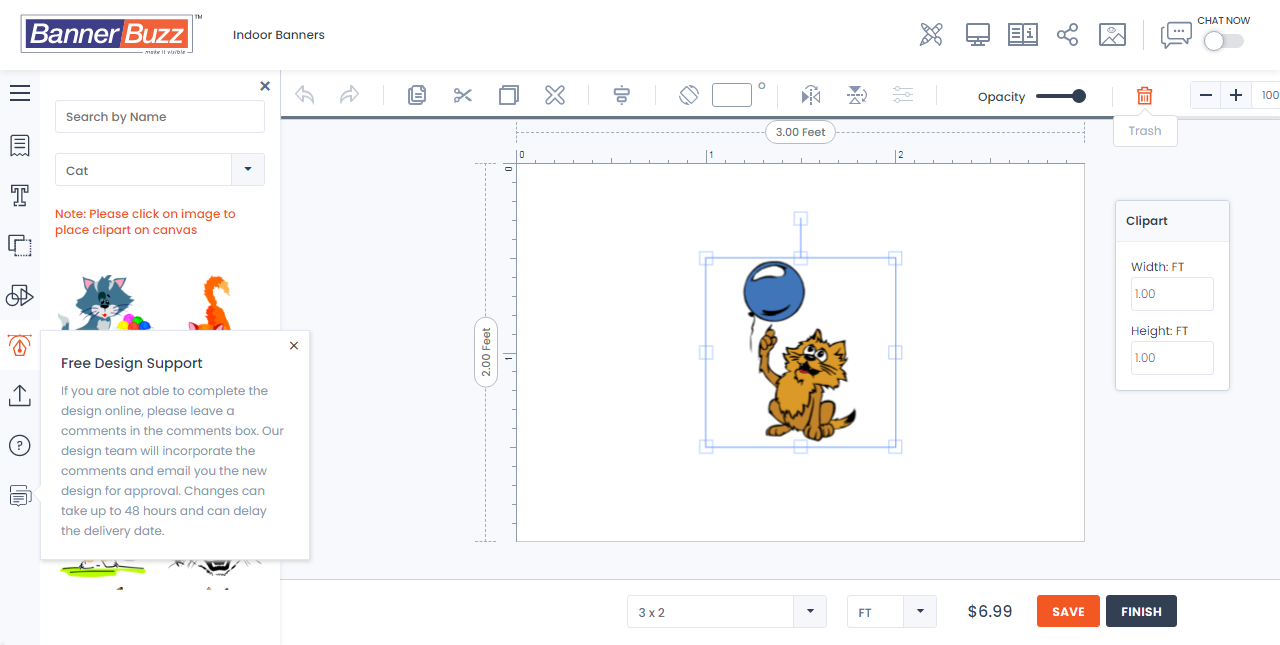 BannerBuzz™
make it visible
Indoor Banners
CHAT NOW
Search by Name
Cat
Note: Please click on image to
place clipart on canvas
Free Design Support
If you are not able to complete the
design online, please leave a
comments in the comments box. Our
design team will incorporate the
comments and email you the new
design for approval. Changes can
take up to 48 hours and can delay
the delivery date.
Opacity
100
Trash
3.00 Feet
0 1 2
0
1
2.00 Feet
Clipart
Width: FT
1.00
Height: FT
1.00
3 x 2
FT
$6.99
SAVE
FINISH